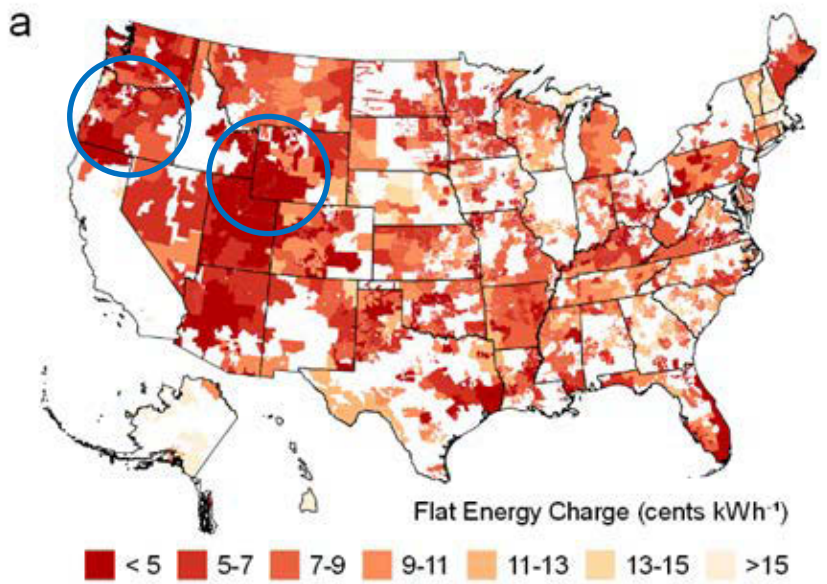 a
Flat Energy Charge (cents kWh⁻¹)
< 5 5-7 7-9 9-11 11-13 13-15 >15